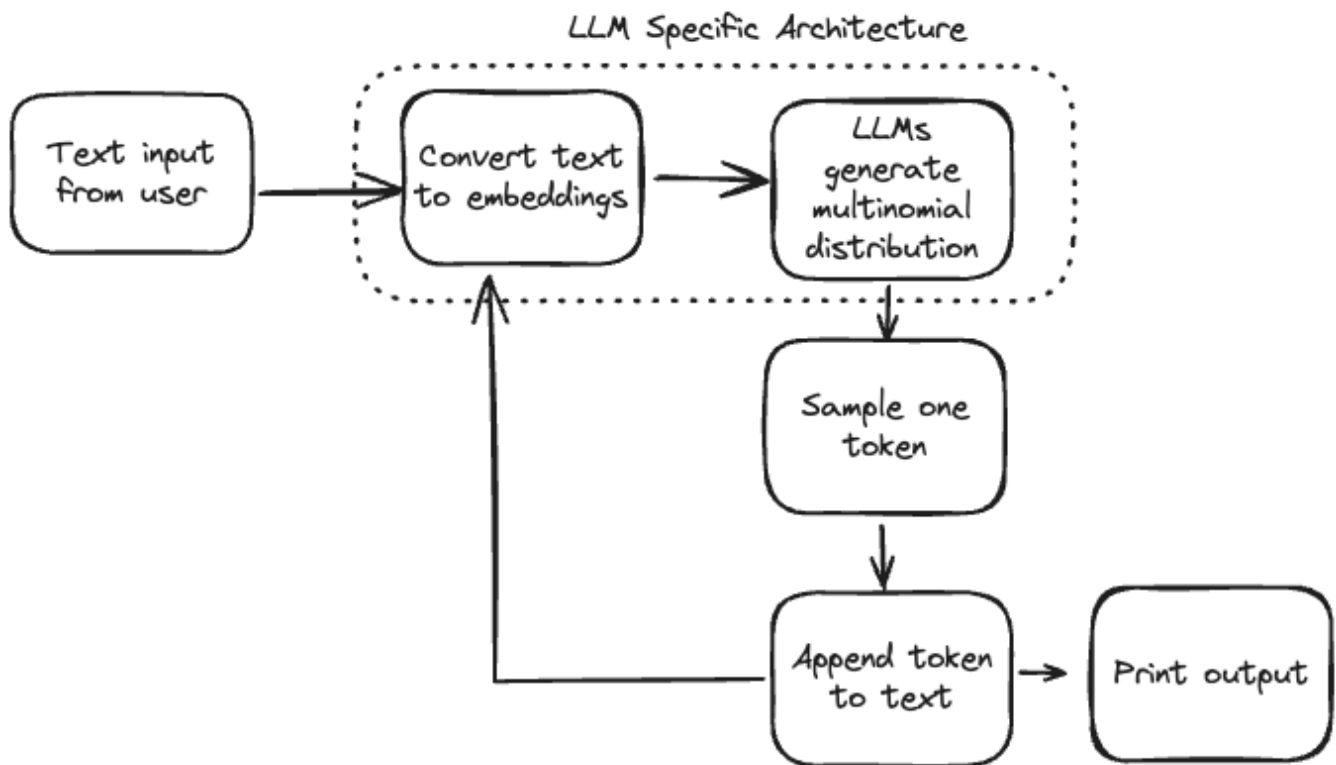 LLM Specific Architecture
Text input
from user
Convert text
to embeddings
LLMs
generate
multinomial
distribution
Sample one
token
Append token
to text
Print output